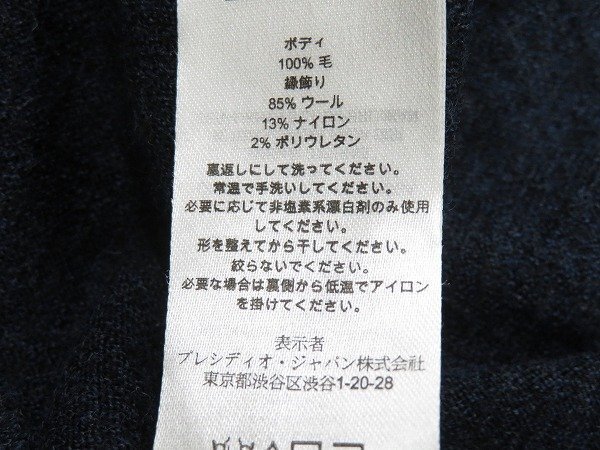 ボディ
100% 毛
縁飾り
85% ウール
13% ナイロン
2% ポリウレタン
裏返しにして洗ってください。
常温で手洗いしてください。
必要に応じて非塩素系漂白剤のみ使用
してください。
形を整えてから干してください。
絞らないでください。
必要な場合は裏側から低温でアイロン
を掛けてください。
表示者
プレシディオ・ジャパン株式会社
東京都渋谷区渋谷1-20-28